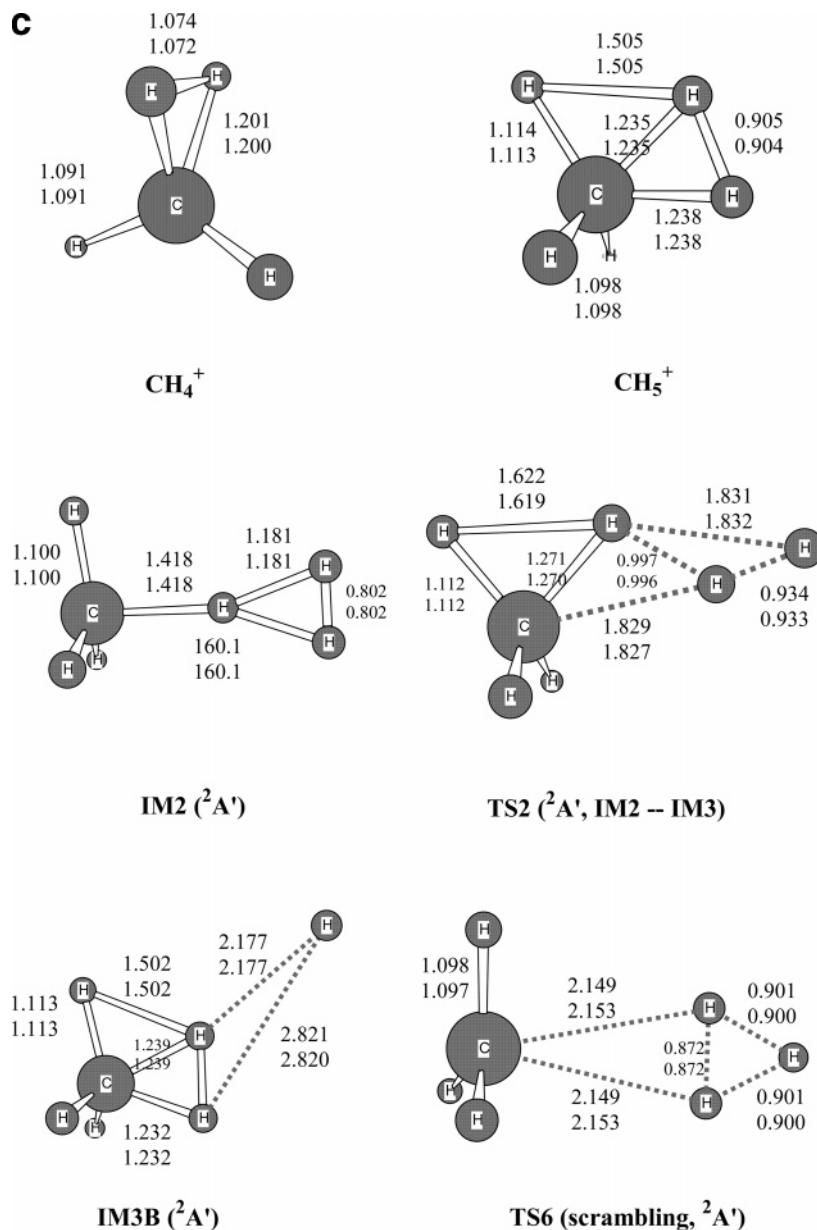 c
1.074
1.072
H
H
1.201
1.200
1.091
1.091
C
H
H
CH4+
1.505
1.505
H
H
1.114
1.113
1.235
1.235
0.905
0.904
C
H
1.238
1.238
H
H
1.098
1.098
CH5+
H
1.100
1.100
1.418
1.418
1.181
1.181
H
0.802
0.802
C
H
H
H
H
160.1
160.1
IM2 (2A')
1.622
1.619
H
H
1.831
1.832
H
1.112
1.112
1.271
1.270
0.997
0.996
H
0.934
0.933
C
1.829
1.827
H
H
TS2 (2A', IM2 -- IM3)
H
2.177
2.177
1.502
1.502
1.113
1.113
H
H
1.239
1.239
2.821
2.820
C
H
H
H
1.232
1.232
IM3B (2A')
H
1.098
1.097
2.149
2.153
H
0.901
0.900
C
0.872
0.872
H
H
H
H
2.149
2.153
0.901
0.900
TS6 (scrambling, 2A')